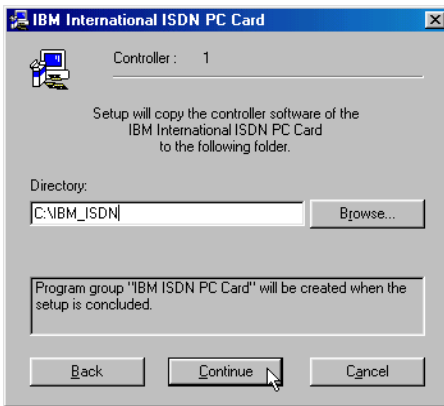 IBM International ISDN PC Card
Controller : 1
Setup will copy the controller software of the
IBM International ISDN PC Card
to the following folder.
Directory:
C:\IBM_ISDN
Browse...
Program group "IBM ISDN PC Card" will be created when the
setup is concluded.
Back Continue Cancel